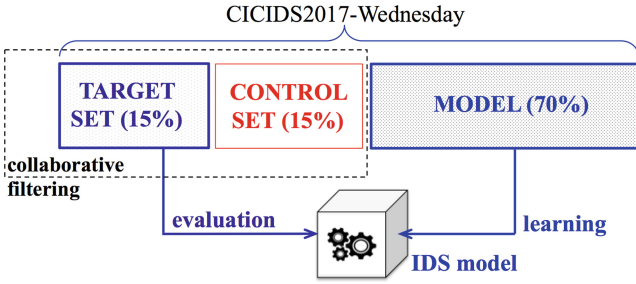 CICIDS2017-Wednesday
TARGET
SET (15%)
CONTROL
SET (15%)
MODEL (70%)
collaborative
filtering
evaluation
learning
IDS model